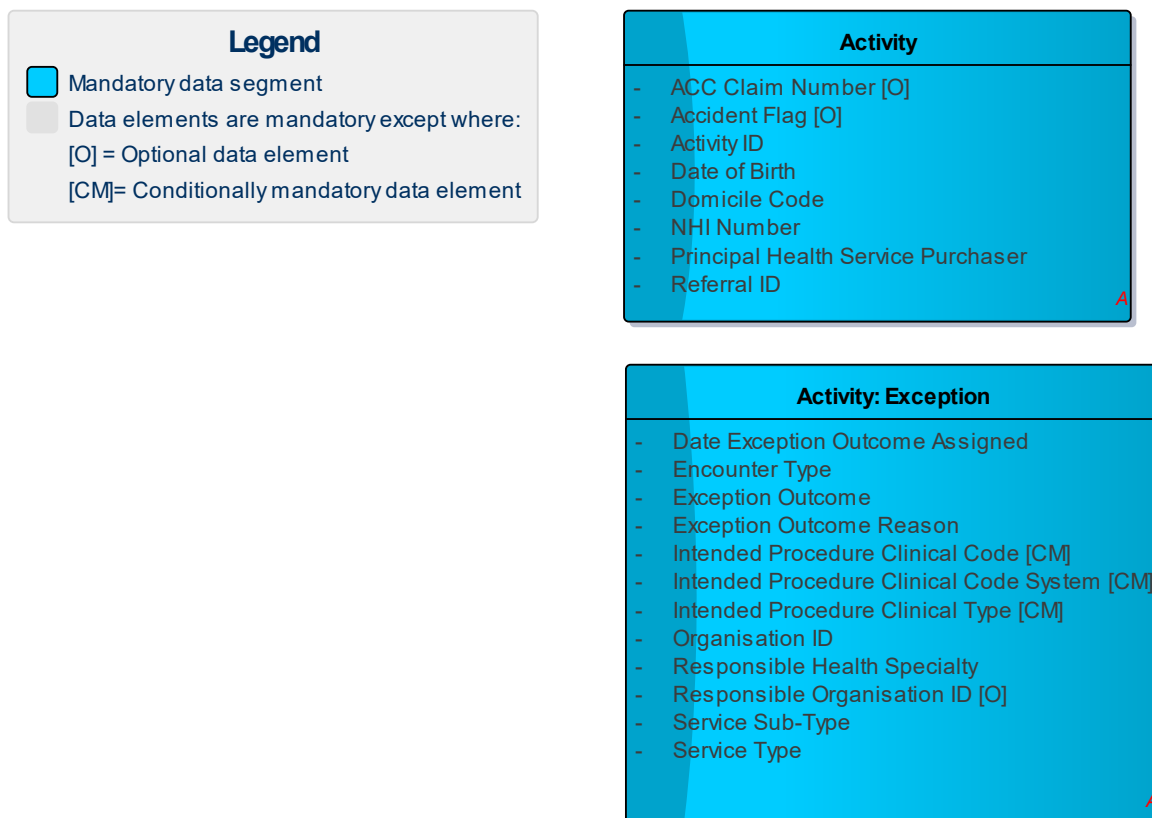 Legend
Mandatory data segment
Data elements are mandatory except where:
[O] = Optional data element
[CM]= Conditionally mandatory data element
Activity
- ACC Claim Number [O]
- Accident Flag [O]
- Activity ID
- Date of Birth
- Domicile Code
- NHI Number
- Principal Health Service Purchaser
- Referral ID
A
Activity: Exception
- Date Exception Outcome Assigned
- Encounter Type
- Exception Outcome
- Exception Outcome Reason
- Intended Procedure Clinical Code [CM]
- Intended Procedure Clinical Code System [CM]
- Intended Procedure Clinical Type [CM]
- Organisation ID
- Responsible Health Specialty
- Responsible Organisation ID [O]
- Service Sub-Type
- Service Type
A